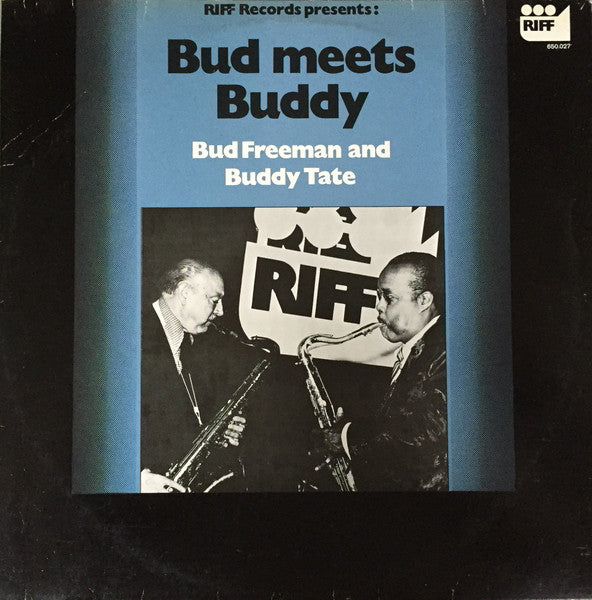 RIFF Records presents:
RIFF
650.027
Bud meets
Buddy
Bud Freeman and
Buddy Tate
RIFF